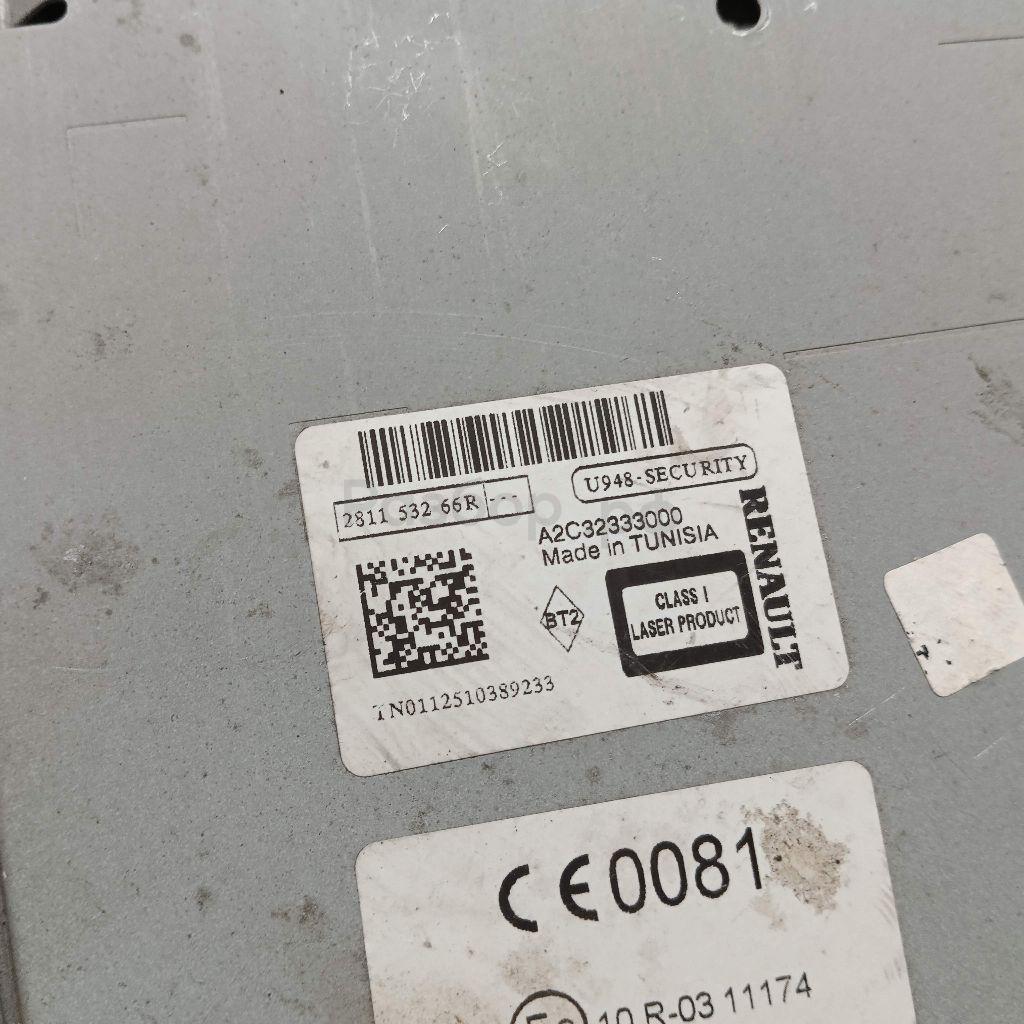 U948-SECURITY
2811 532 66R - - -
A2C32333000
Made in TUNISIA
RENAULT
CLASS I
LASER PRODUCT
BT2
TN0112510389233
CE0081
10 R-03 11174